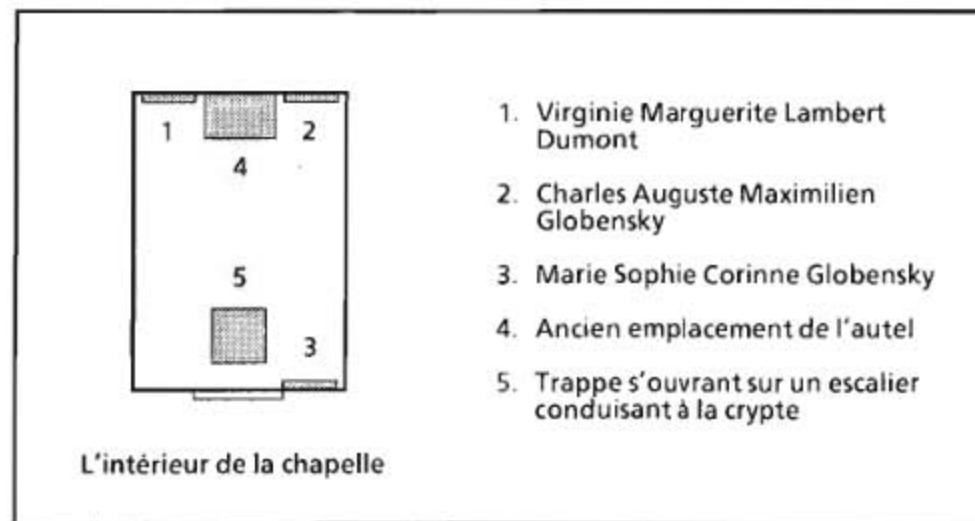 1
2
4
5
3
L'intérieur de la chapelle
1. Virginie Marguerite Lambert
Dumont
2. Charles Auguste Maximilien
Globensky
3. Marie Sophie Corinne Globensky
4. Ancien emplacement de l'autel
5. Trappe s'ouvrant sur un escalier
conduisant à la crypte